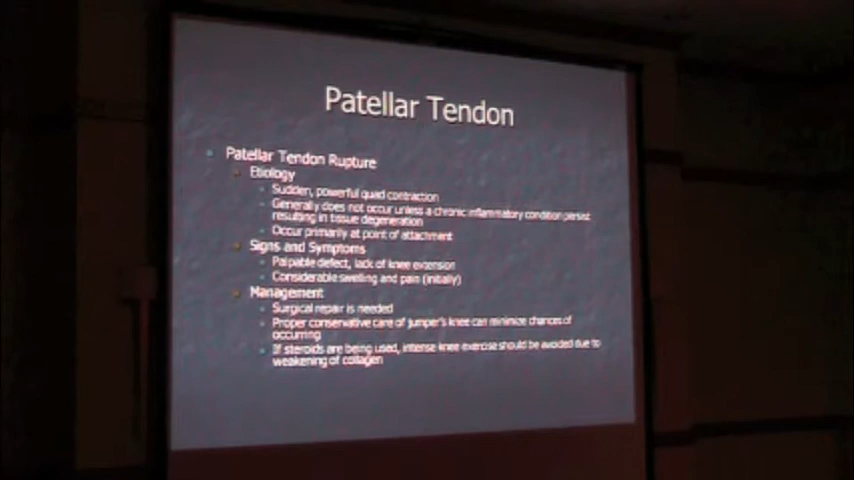 Patellar Tendon
Patellar Tendon Rupture
Etiology
Sudden, powerful quad contraction
Generally does not occur unless a chronic inflammatory condition persist
resulting in tissue degeneration
Occur primarily at point of attachment
Signs and Symptoms
Palpable defect, lack of knee extension
Considerable swelling and pain (initially)
Management
Surgical repair is needed
Proper conservative care of jumper's knee can minimize chances of
occurring
If steroids are being used, intense knee exercise should be avoided due to
weakening of collagen